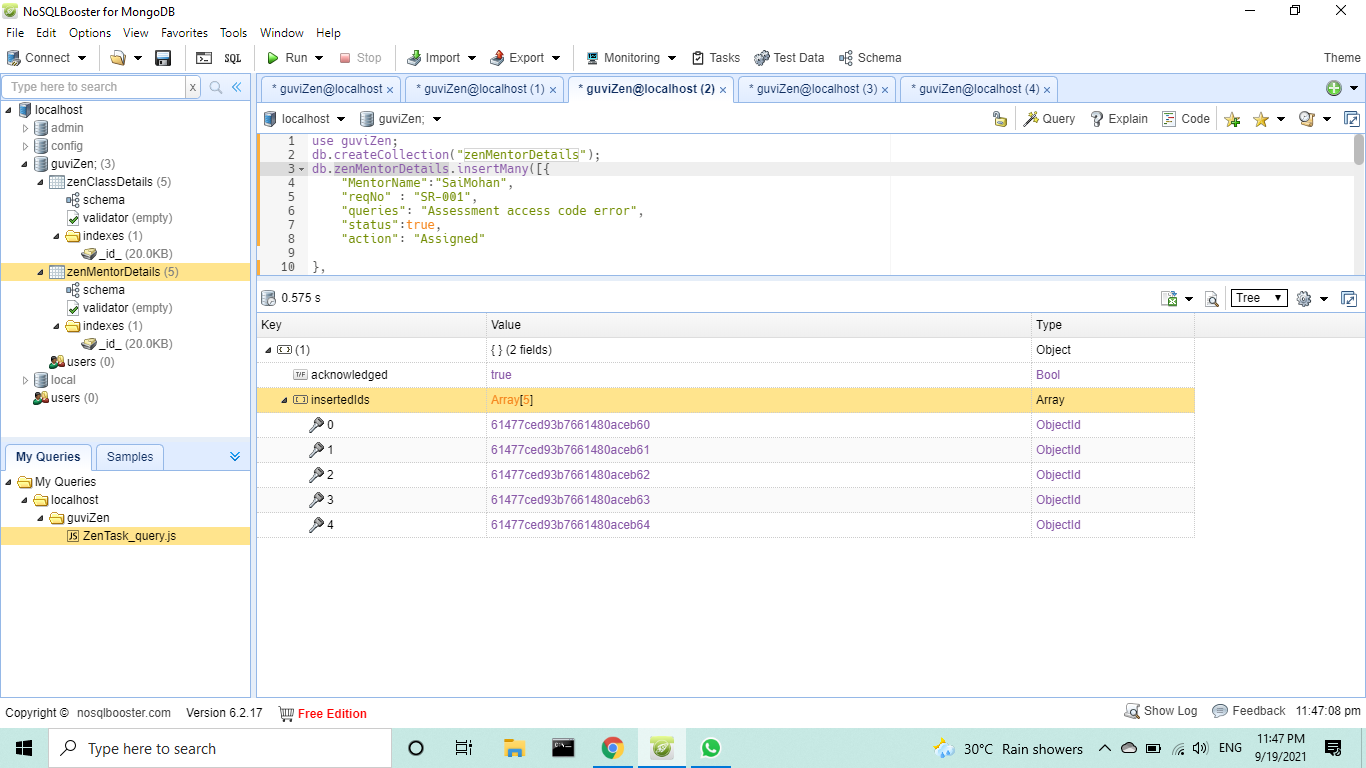 NoSQLBooster for MongoDB
File Edit Options View Favorites Tools Window Help
Connect SQL Run Stop Import Export Monitoring Tasks Test Data Schema Theme
Type here to search x
localhost
admin
config
guviZen; (3)
zenClassDetails (5)
schema
validator (empty)
indexes (1)
_id_ (20.0KB)
zenMentorDetails (5)
schema
validator (empty)
indexes (1)
_id_ (20.0KB)
users (0)
local
users (0)
My Queries Samples
My Queries
localhost
guviZen
JS ZenTask_query.js
* guviZen@localhost × * guviZen@localhost (1) × * guviZen@localhost (2) × * guviZen@localhost (3) × * guviZen@localhost (4) ×
localhost guviZen; Query Explain Code
1 use guviZen;
2 db.createCollection("zenMentorDetails");
3 db.zenMentorDetails.insertMany([{
4 "MentorName":"SaiMohan",
5 "reqNo" : "SR-001",
6 "queries": "Assessment access code error",
7 "status":true,
8 "action": "Assigned"
9
10 },
0.575 s Tree
Key Value Type
(1) { } (2 fields) Object
T/F acknowledged true Bool
insertedIds Array[5] Array
0 61477ced93b7661480aceb60 ObjectId
1 61477ced93b7661480aceb61 ObjectId
2 61477ced93b7661480aceb62 ObjectId
3 61477ced93b7661480aceb63 ObjectId
4 61477ced93b7661480aceb64 ObjectId
Copyright © nosqlbooster.com Version 6.2.17 Free Edition Show Log Feedback 11:47:08 pm
Type here to search 30°C Rain showers ENG 11:47 PM
9/19/2021